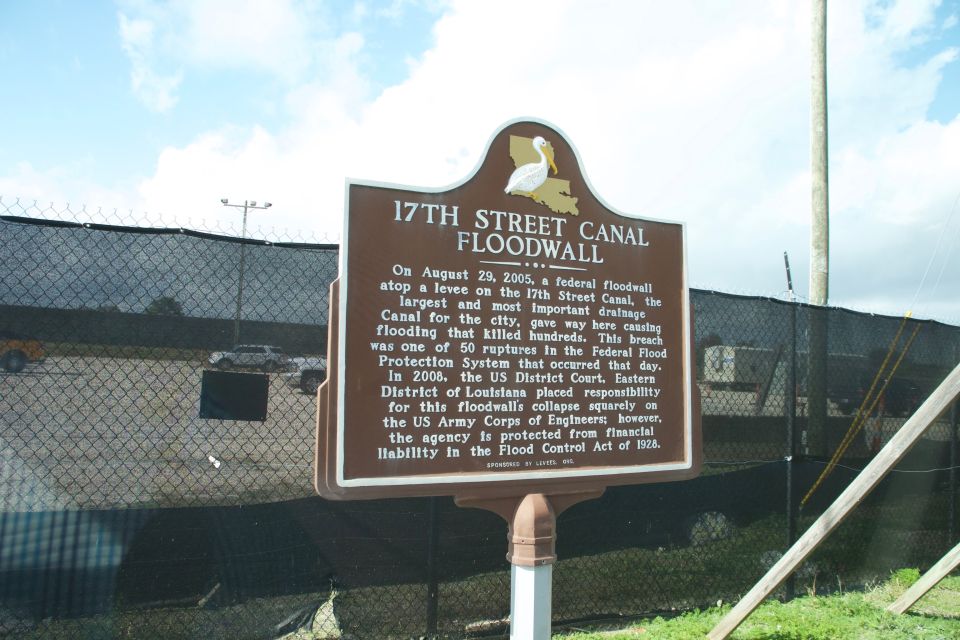 17TH STREET CANAL
FLOODWALL
On August 29, 2005, a federal floodwall
atop a levee on the 17th Street Canal, the
largest and most important drainage
Canal for the city, gave way here causing
flooding that killed hundreds. This breach
was one of 50 ruptures in the Federal Flood
Protection System that occurred that day.
In 2008, the US District Court, Eastern
District of Louisiana placed responsibility
for this floodwall's collapse squarely on
the US Army Corps of Engineers; however,
the agency is protected from financial
liability in the Flood Control Act of 1928.
SPONSORED BY LEVEES. ORG.